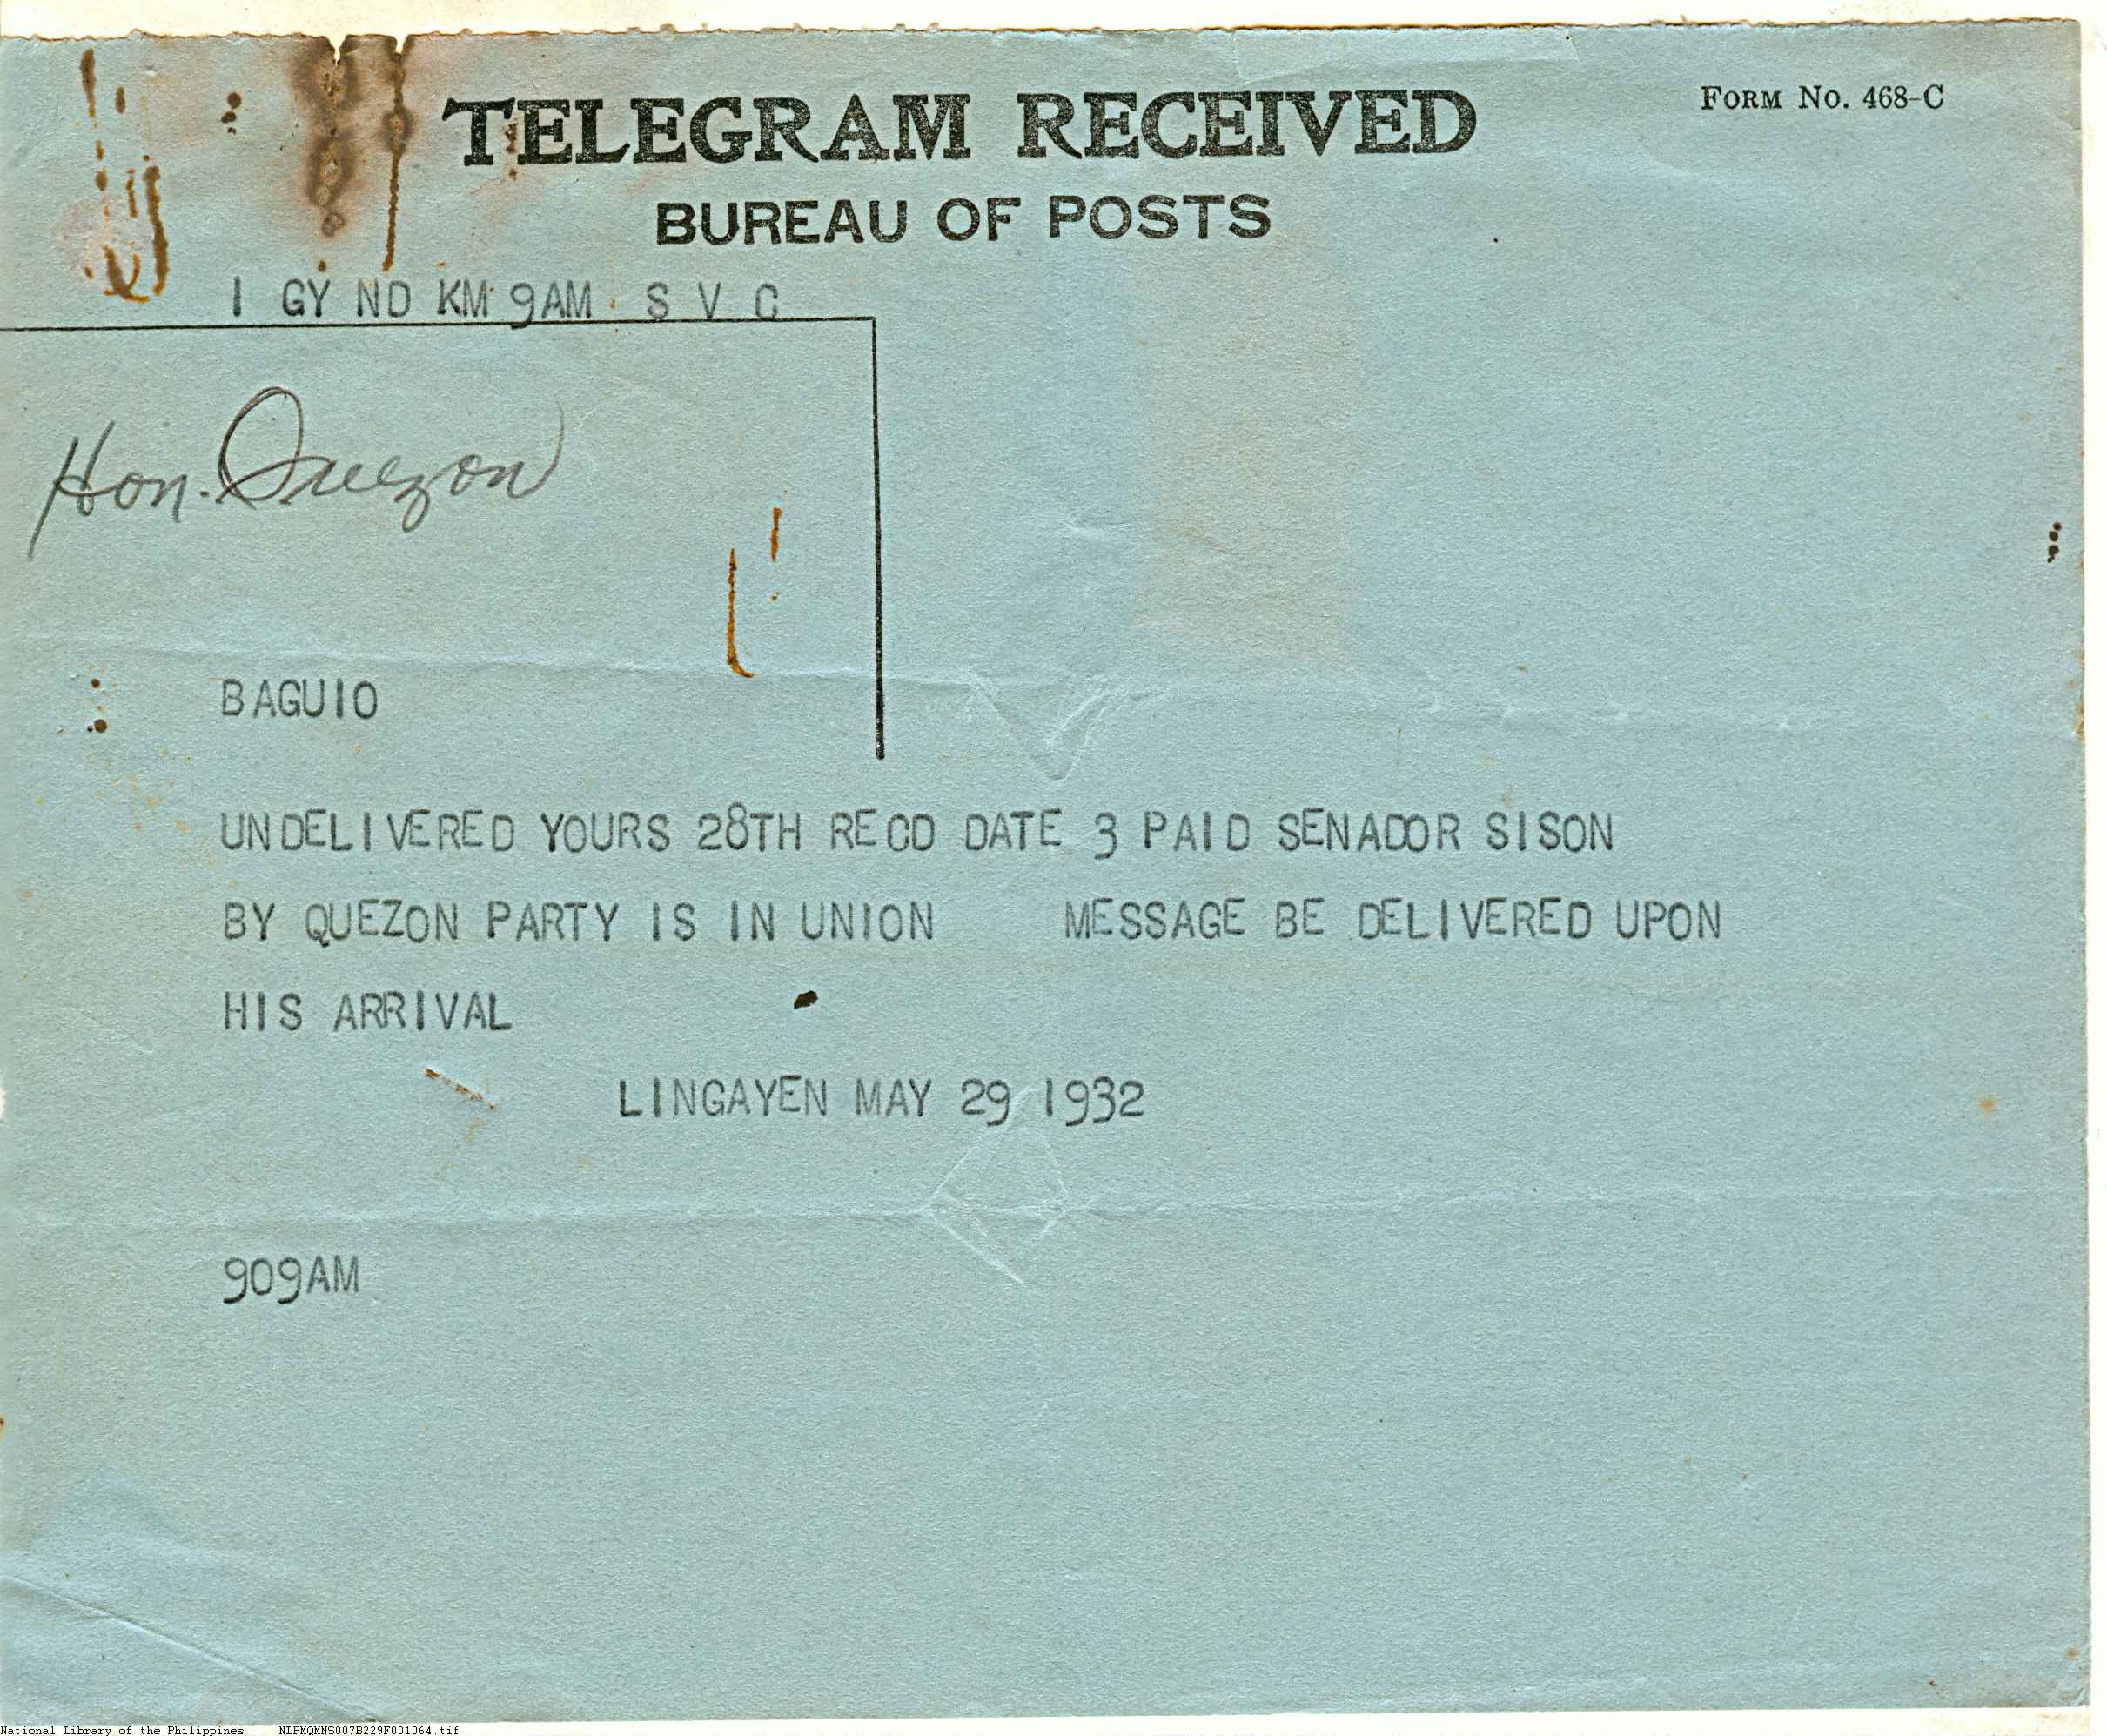 FORM NO. 468-C
TELEGRAM RECEIVED
BUREAU OF POSTS
I GY ND KM 9AM S V C
Hon. Quezon
BAGUIO
UNDELIVERED YOURS 28TH RECD DATE 3 PAID SENADOR SISON
BY QUEZON PARTY IS IN UNION MESSAGE BE DELIVERED UPON
HIS ARRIVAL
LINGAYEN MAY 29 1932
909AM
National Library of the Philippines NLPMQMNS007B229F001064.tif